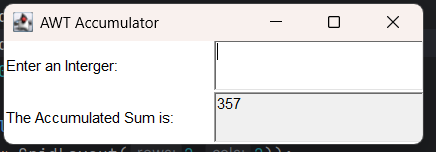 AWT Accumulator
Enter an Interger:
The Accumulated Sum is:
357